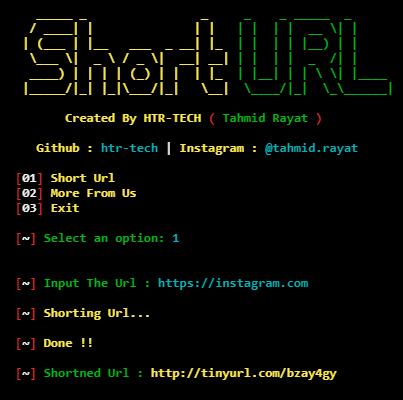 Short URL
Created By HTR-TECH ( Tahmid Rayat )
Github : htr-tech | Instagram : @tahmid.rayat
[01] Short Url
[02] More From Us
[03] Exit
[~] Select an option: 1
[~] Input The Url : https://instagram.com
[~] Shorting Url...
[~] Done !!
[~] Shortned Url : http://tinyurl.com/bzay4gy